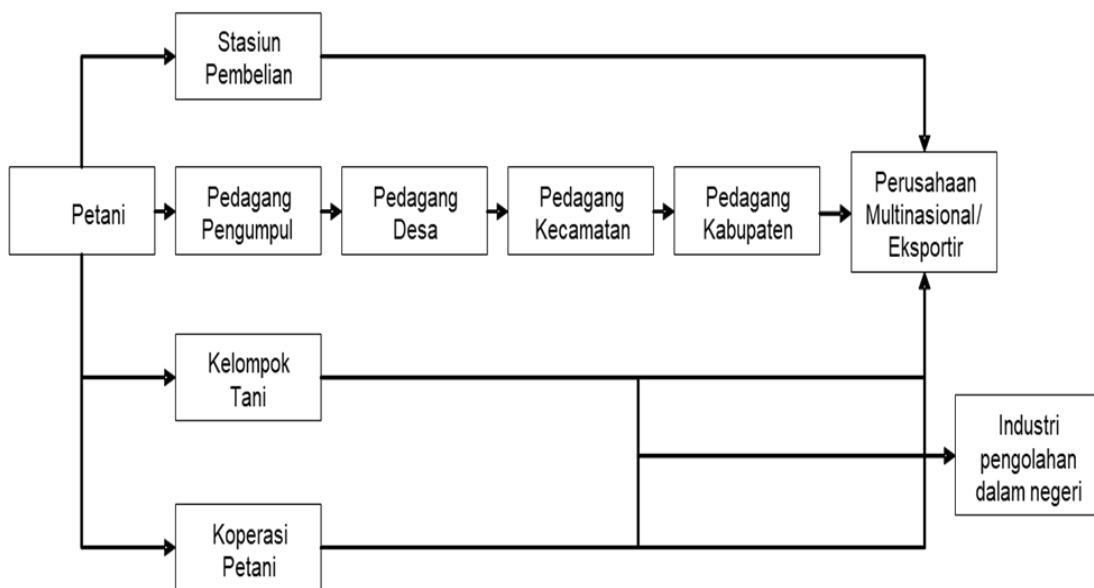 Stasiun
Pembelian
Petani
Pedagang
Pengumpul
Pedagang
Desa
Pedagang
Kecamatan
Pedagang
Kabupaten
Perusahaan
Multinasional/
Eksportir
Kelompok
Tani
Industri
pengolahan
dalam negeri
Koperasi
Petani